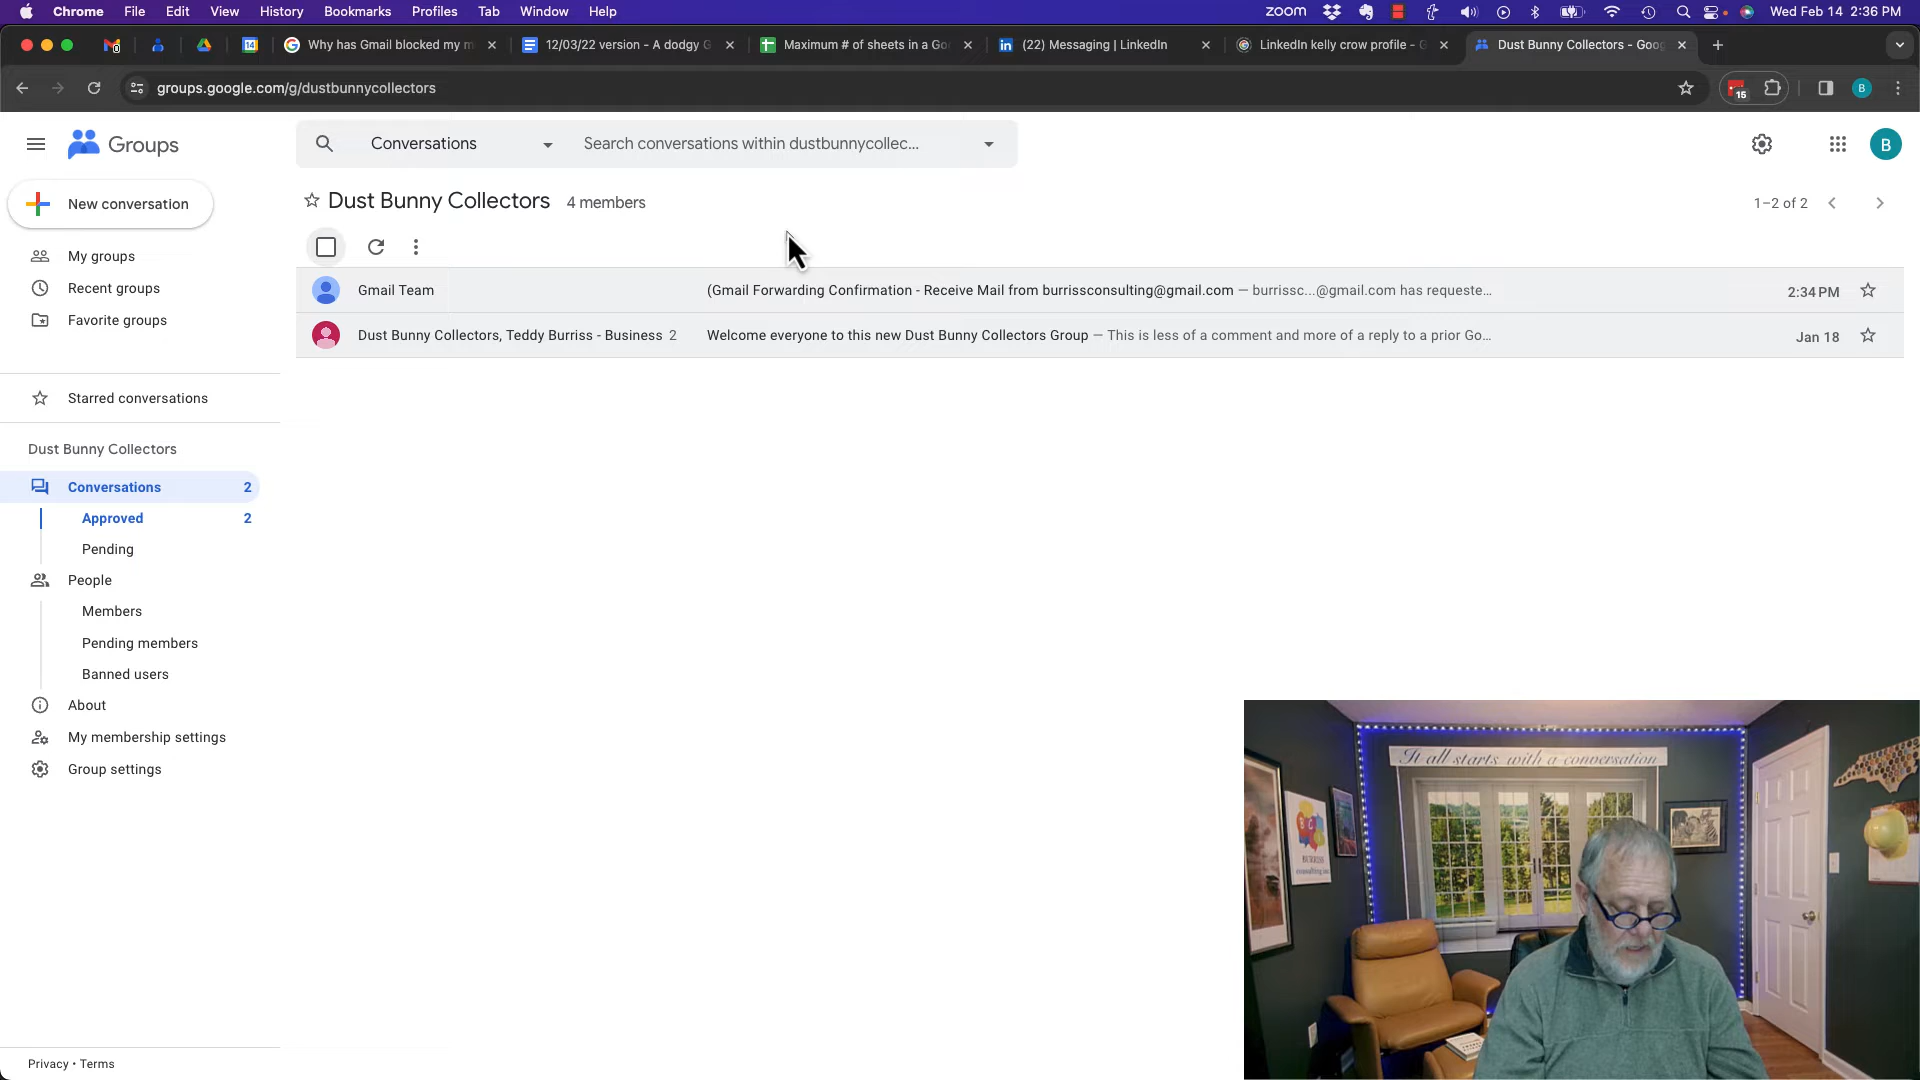 Chrome File Edit View History Bookmarks Profiles Tab Window Help zoom Wed Feb 14 2:36 PM
0 14 Why has Gmail blocked my m 12/03/22 version - A dodgy G Maximum # of sheets in a Goo (22) Messaging | LinkedIn LinkedIn kelly crow profile - G Dust Bunny Collectors - Goog
groups.google.com/g/dustbunnycollectors 15 B
Groups Conversations Search conversations within dustbunnycollec... B
New conversation
Dust Bunny Collectors 4 members 1–2 of 2
My groups
Recent groups
Favorite groups
Starred conversations
Dust Bunny Collectors
Conversations 2
Approved 2
Pending
People
Members
Pending members
Banned users
About
My membership settings
Group settings
Privacy • Terms
Gmail Team (Gmail Forwarding Confirmation - Receive Mail from burrissconsulting@gmail.com — burrissc...@gmail.com has requeste... 2:34 PM
Dust Bunny Collectors, Teddy Burriss - Business 2 Welcome everyone to this new Dust Bunny Collectors Group — This is less of a comment and more of a reply to a prior Go... Jan 18
It all starts with a conversation
B C I
BURRISS
consulting, inc.